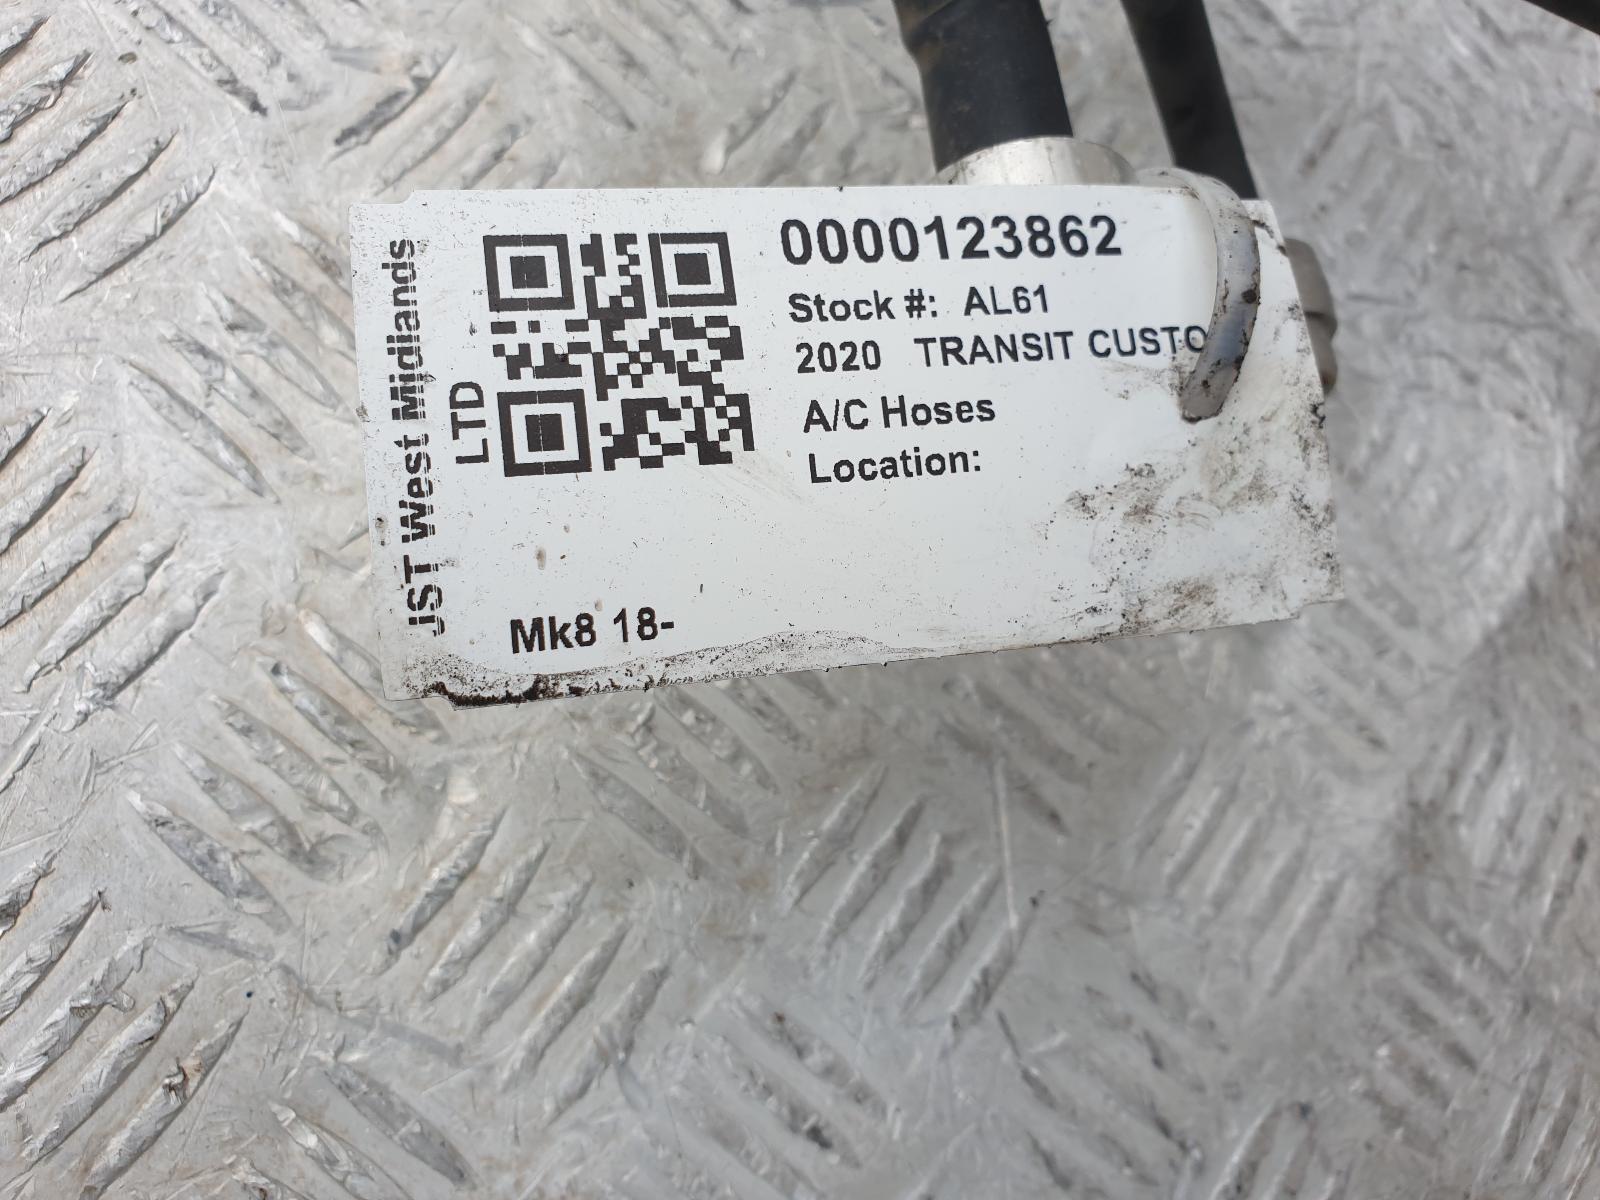 0000123862
Stock #: AL61
2020 TRANSIT CUSTO
A/C Hoses
Location:
Mk8 18-
JST West Midlands
LTD